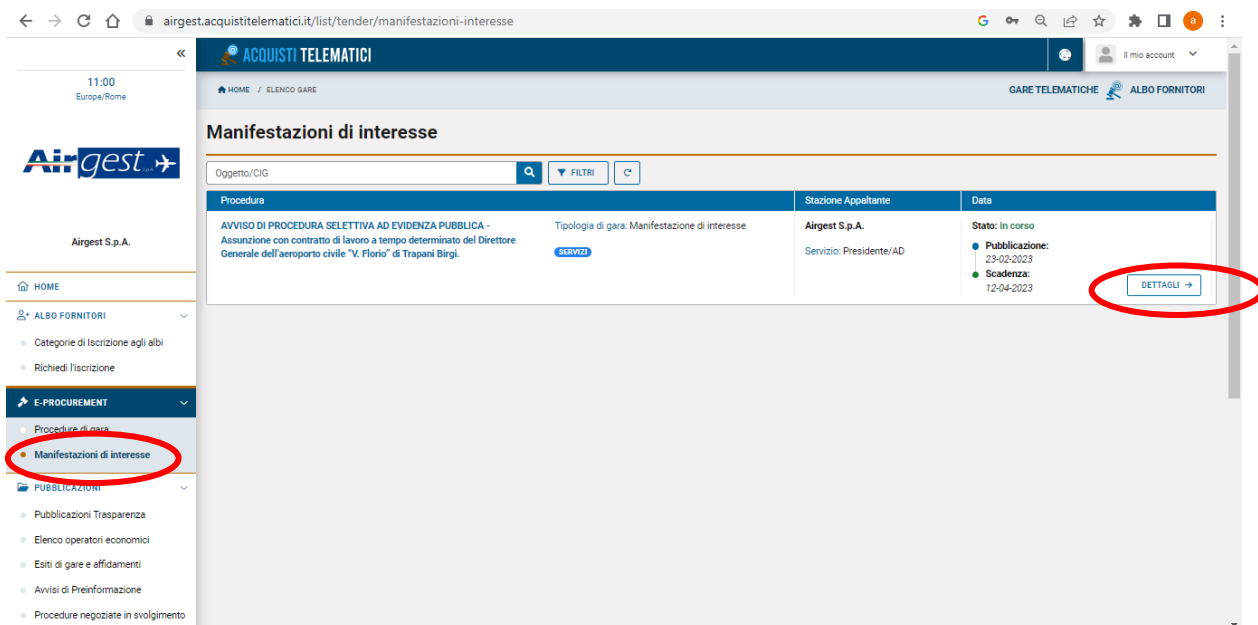 airgest.acquistitelematici.it/list/tender/manifestazioni-interesse
a
«
11:00
Europe/Rome
Airgest S.p.A.
Airgest S.p.A.
HOME
ALBO FORNITORI
Categorie di Iscrizione agli albi
Richiedi l'iscrizione
E-PROCUREMENT
Procedure di gara
Manifestazioni di interesse
PUBBLICAZIONI
Pubblicazioni Trasparenza
Elenco operatori economici
Esiti di gare e affidamenti
Avvisi di Preinformazione
Procedure negoziate in svolgimento
ACQUISTI TELEMATICI
Il mio account
HOME / ELENCO GARE
GARE TELEMATICHE ALBO FORNITORI
Manifestazioni di interesse
Oggetto/CIG
FILTRI
Procedura Stazione Appaltante Data
AVVISO DI PROCEDURA SELETTIVA AD EVIDENZA PUBBLICA -
Assunzione con contratto di lavoro a tempo determinato del Direttore
Generale dell'aeroporto civile “V. Florio” di Trapani Birgi.
Tipologia di gara: Manifestazione di interesse
SERVIZI
Airgest S.p.A.
Servizio: Presidente/AD
Stato: In corso
Pubblicazione:
23-02-2023
Scadenza:
12-04-2023
DETTAGLI →